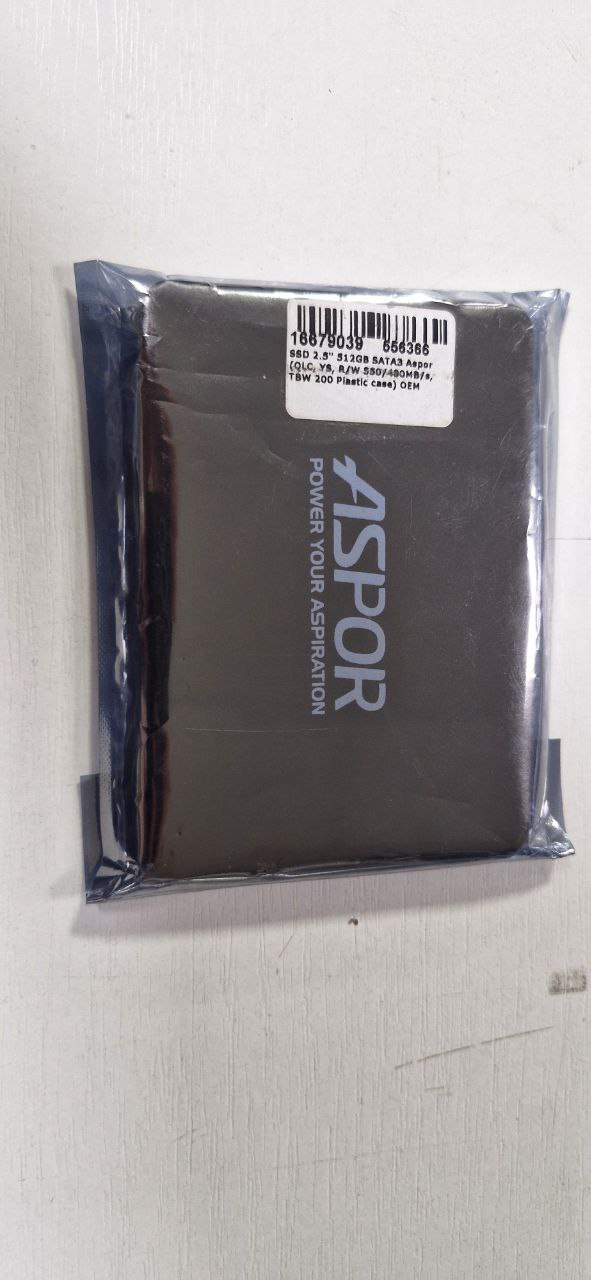 16679039 556366
SSD 2.5" 512GB SATA3 Aspor
(QLC, YS, R/W 550/480MB/s,
TBW 200 Plastic case) OEM
ASPOR
POWER YOUR ASPIRATION